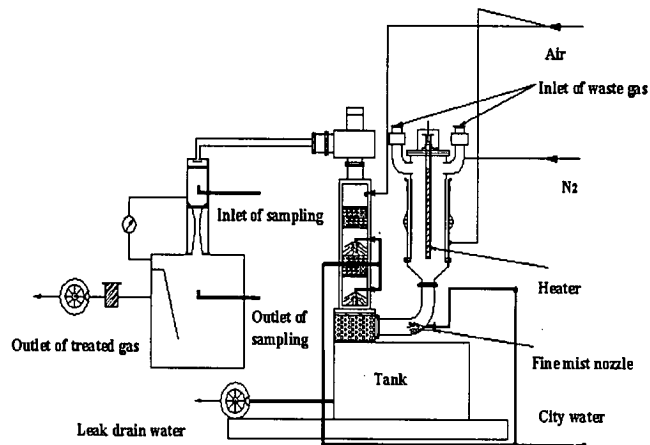 Air
Inlet of waste gas
N2
Inlet of sampling
Heater
Outlet of
sampling
Outlet of treated gas
Fine mist nozzle
Tank
City water
Leak drain water